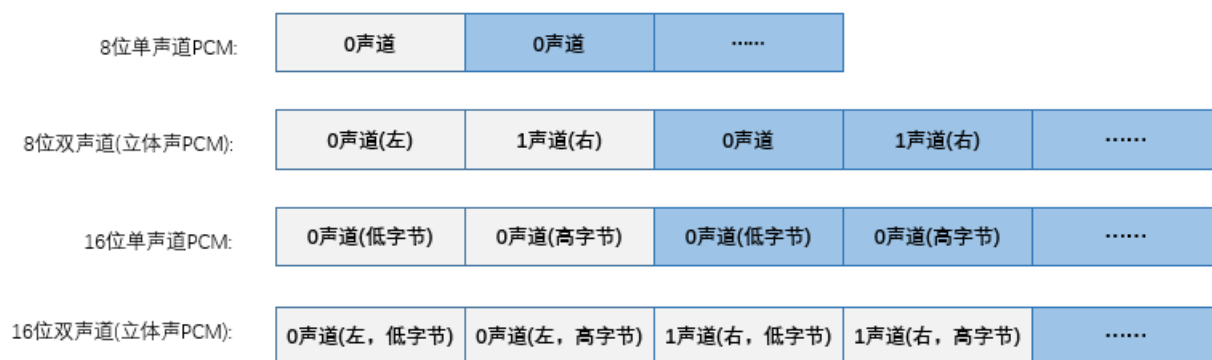 8位单声道PCM: 0声道 0声道 ……
8位双声道(立体声PCM): 0声道(左) 1声道(右) 0声道 1声道(右) ……
16位单声道PCM: 0声道(低字节) 0声道(高字节) 0声道(低字节) 0声道(高字节) ……
16位双声道(立体声PCM): 0声道(左，低字节) 0声道(左，高字节) 1声道(右，低字节) 1声道(右，高字节) ……